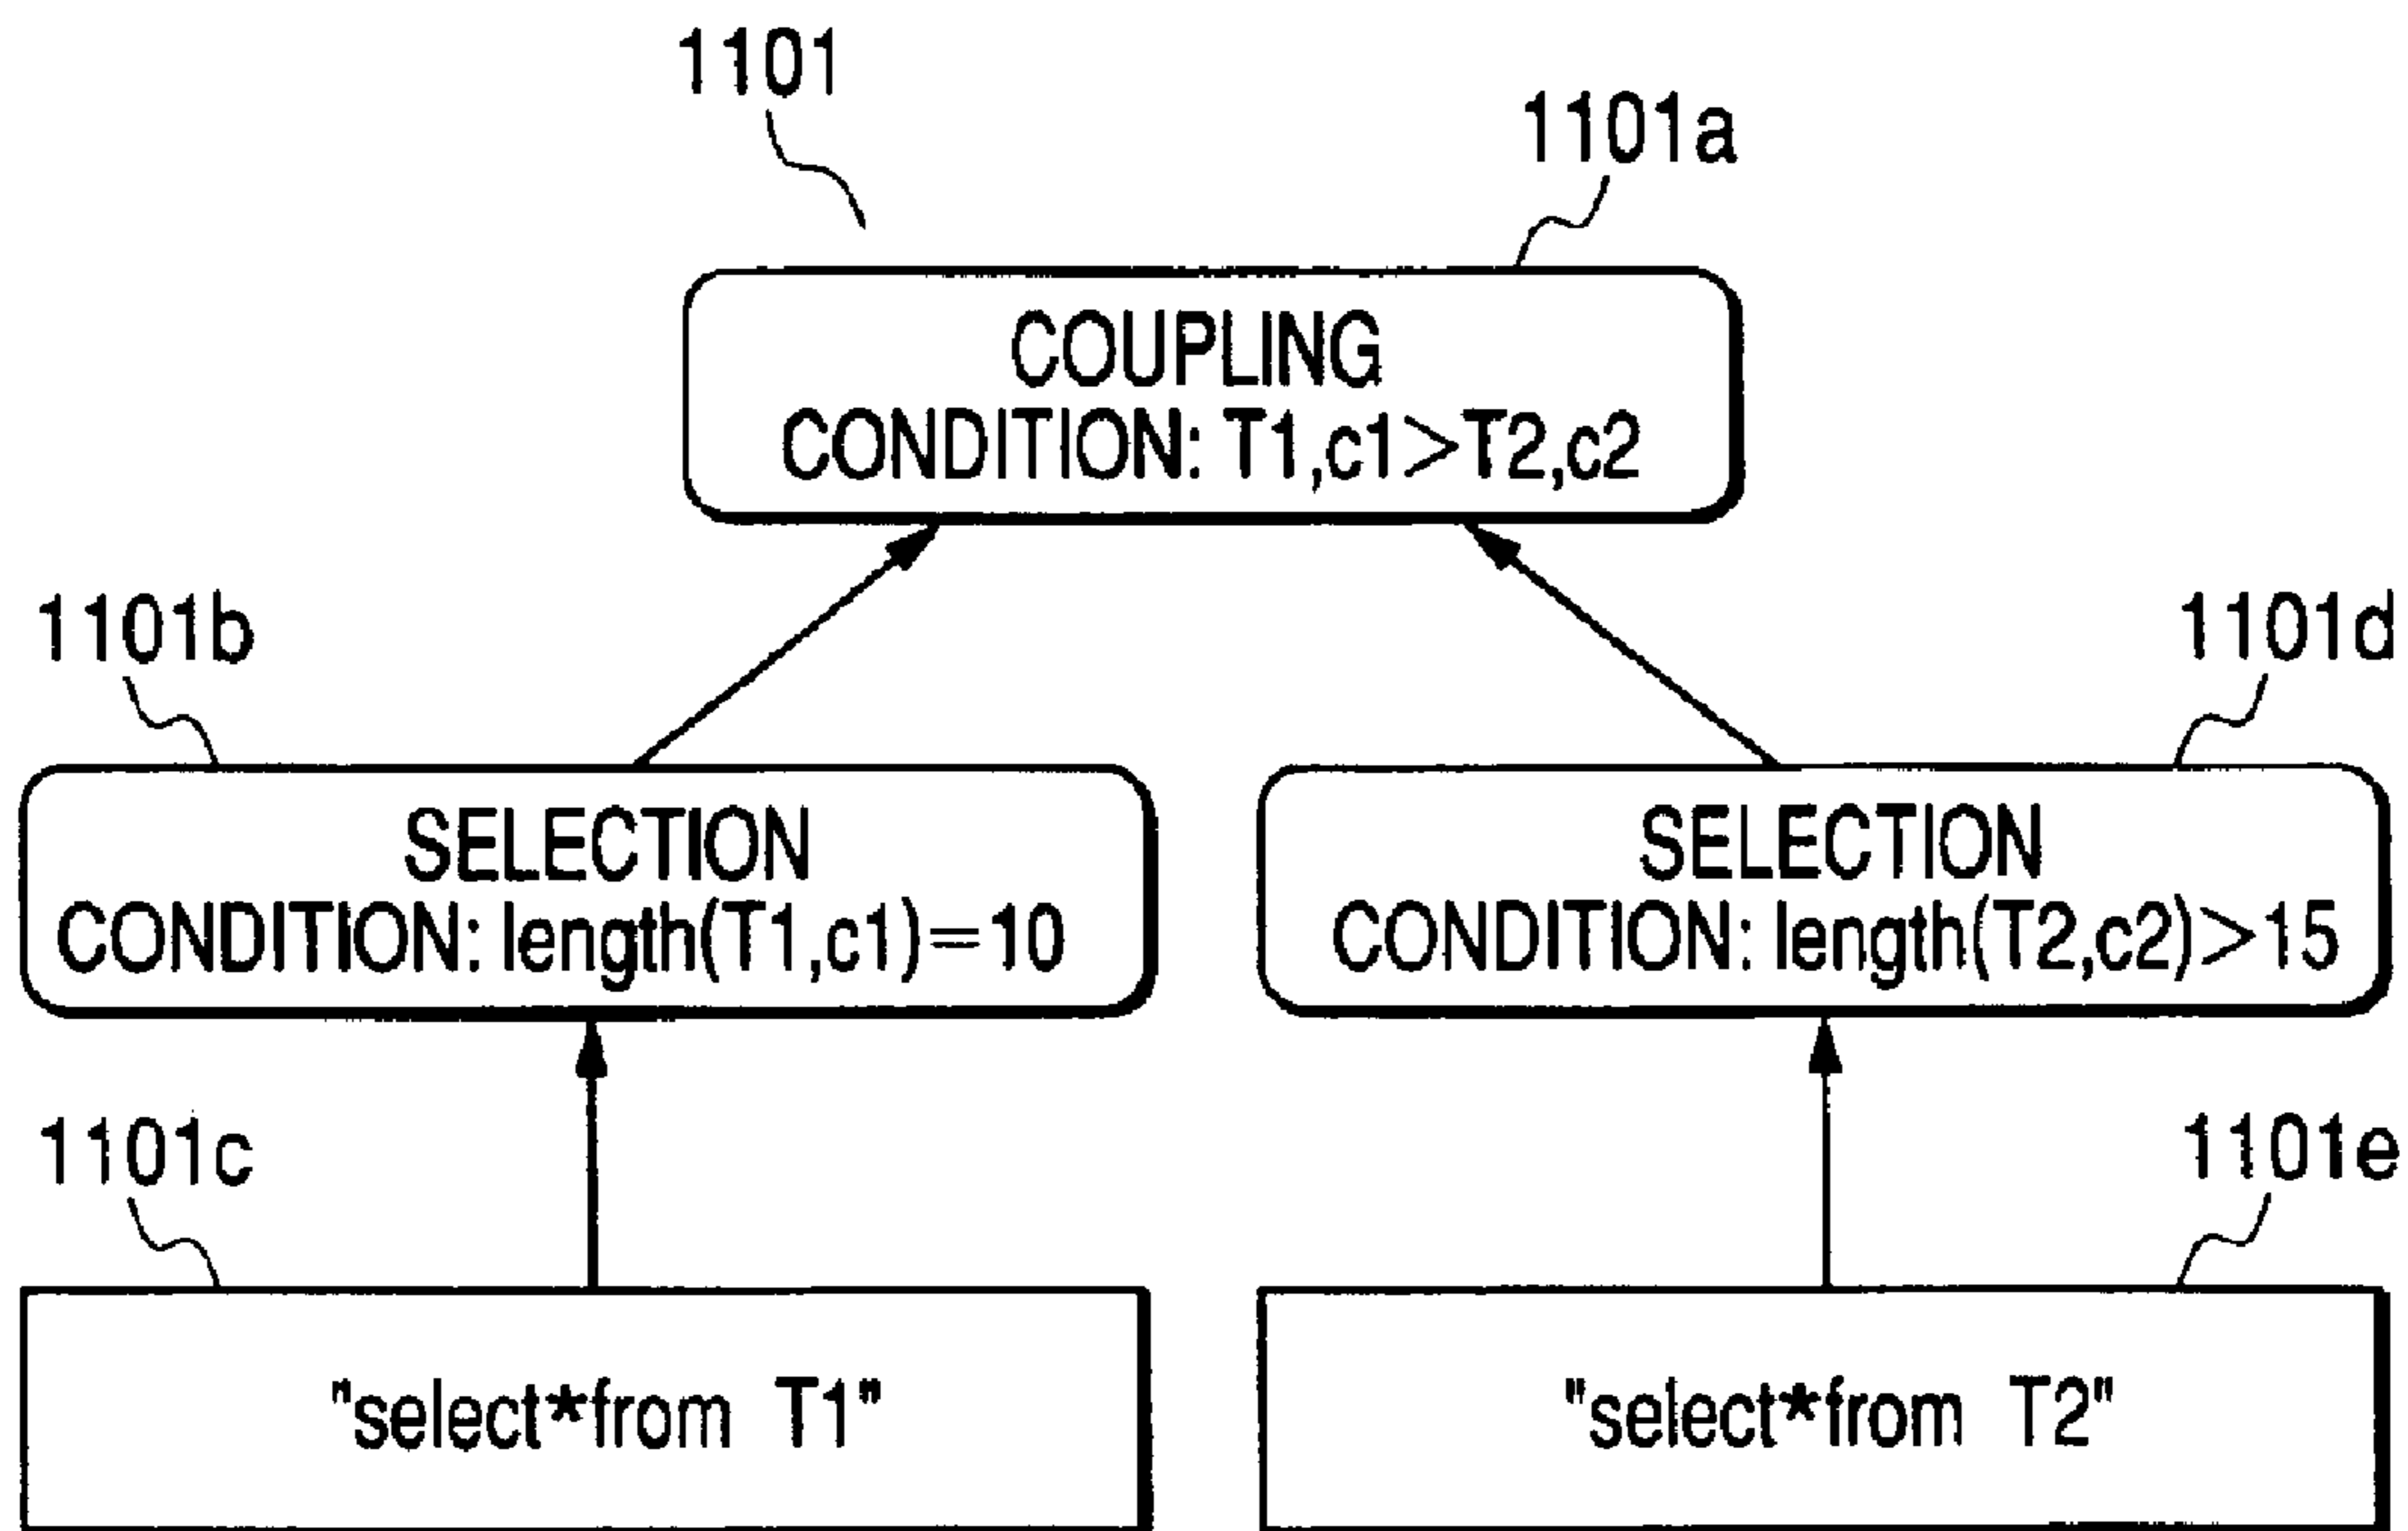 1101
1101a
COUPLING
CONDITION: T1,c1>T2,c2
1101b
1101d
SELECTION
CONDITION: length(T1,c1)=10
SELECTION
CONDITION: length(T2,c2)>15
1101c
1101e
"select*from T1"
"select*from T2"